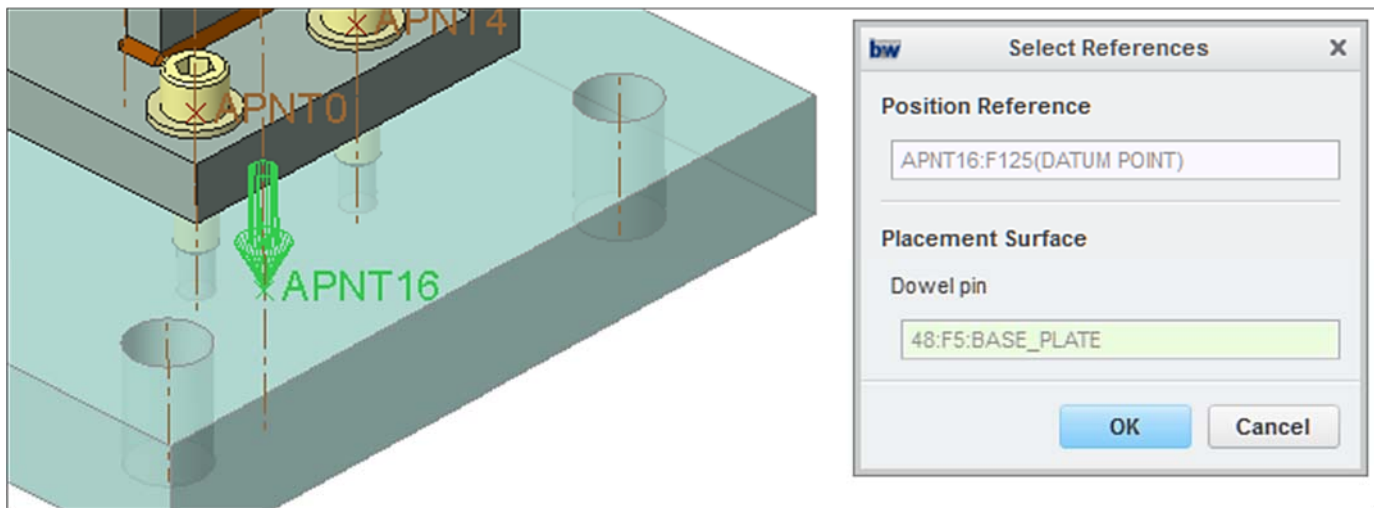 APNT4
APNT0
APNT16
bw
Select References
X
Position Reference
APNT16:F125(DATUM POINT)
Placement Surface
Dowel pin
48:F5:BASE_PLATE
OK
Cancel